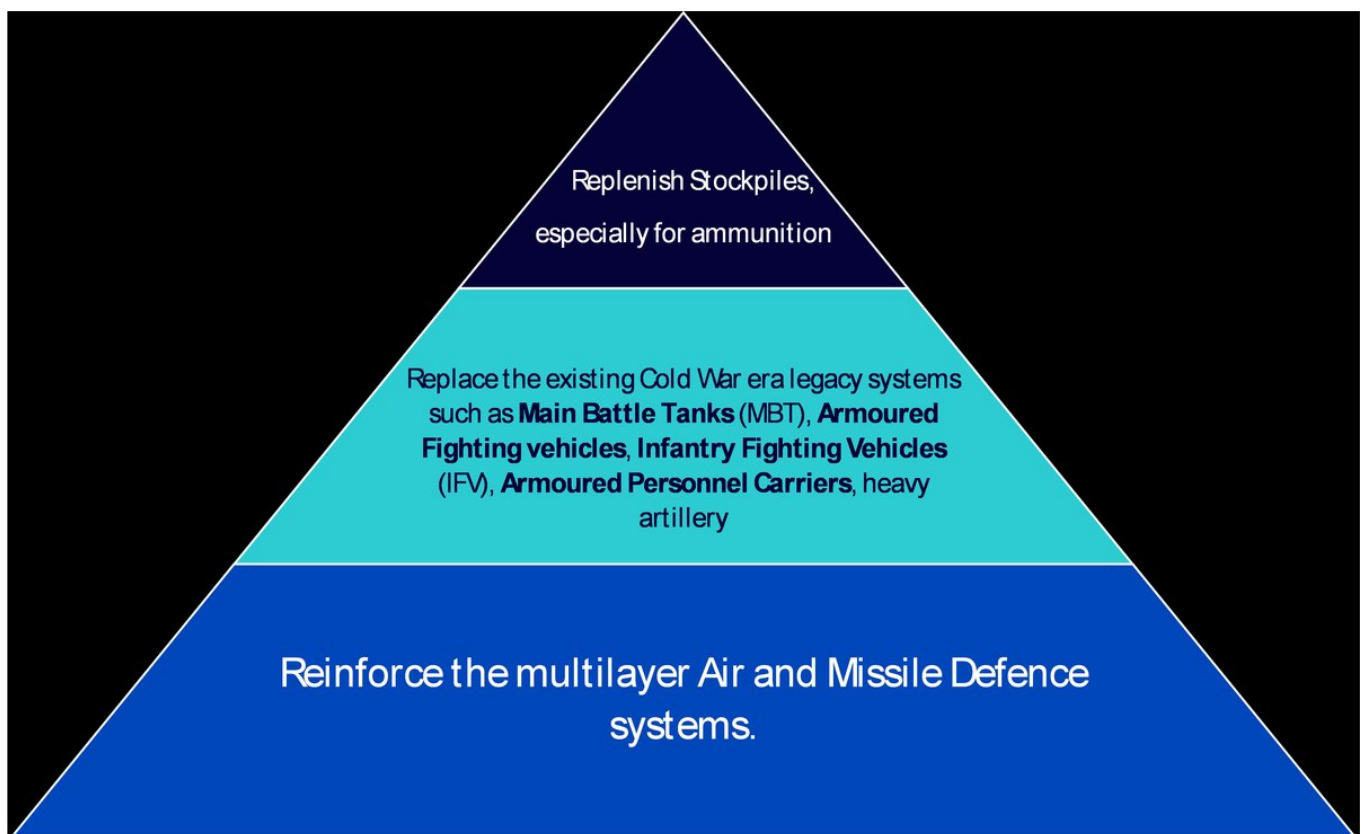 Replenish Stockpiles,
especially for ammunition
Replace the existing Cold War era legacy systems
such as Main Battle Tanks (MBT), Armoured
Fighting vehicles, Infantry Fighting Vehicles
(IFV), Armoured Personnel Carriers, heavy
artillery
Reinforce the multilayer Air and Missile Defence
systems.